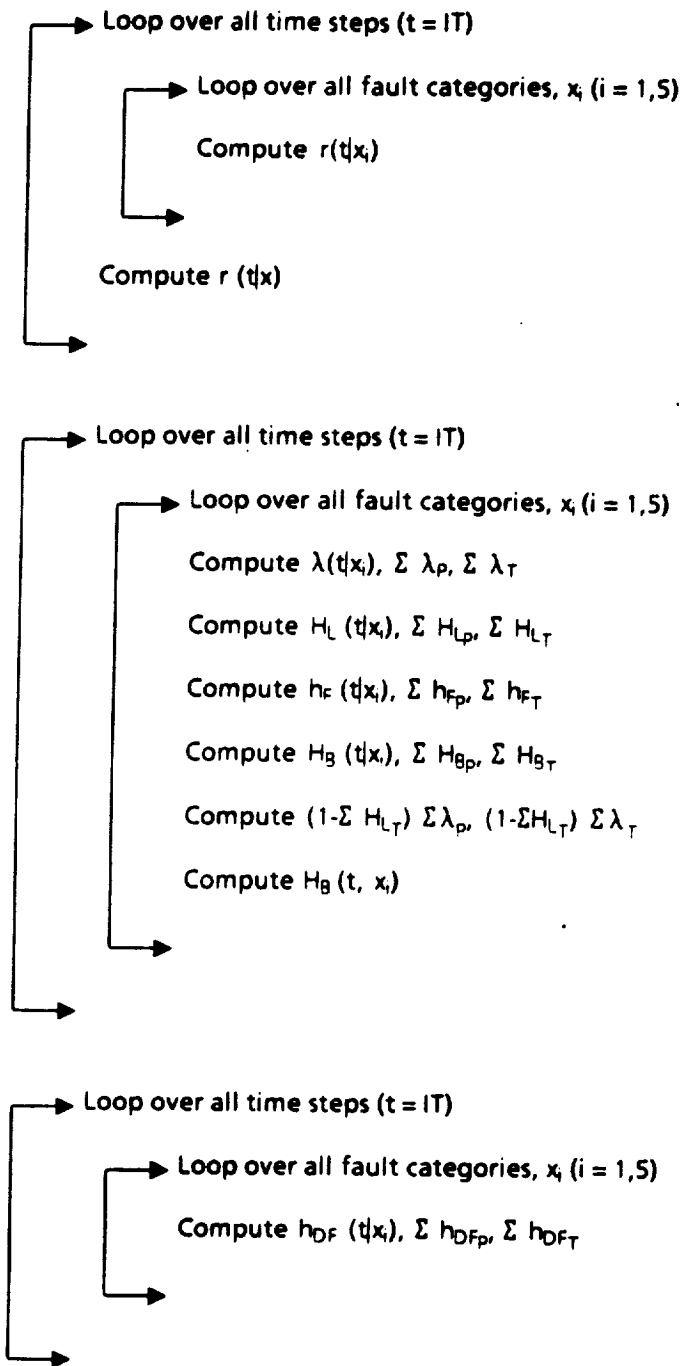 Loop over all time steps (t = IT)
Loop over all fault categories, xᵢ (i = 1,5)
Compute r(t|xᵢ)
Compute r (t|x)
Loop over all time steps (t = IT)
Loop over all fault categories, xᵢ (i = 1,5)
Compute λ(t|xᵢ), Σ λ_P, Σ λ_T
Compute H_L (t|xᵢ), Σ H_Lp, Σ H_LT
Compute h_F (t|xᵢ), Σ h_Fp, Σ h_FT
Compute H_B (t|xᵢ), Σ H_Bp, Σ H_BT
Compute (1-Σ H_LT) Σλ_p, (1-ΣH_LT) Σλ_T
Compute H_B (t, xᵢ)
Loop over all time steps (t = IT)
Loop over all fault categories, xᵢ (i = 1,5)
Compute h_DF (t|xᵢ), Σ h_DFp, Σ h_DFT